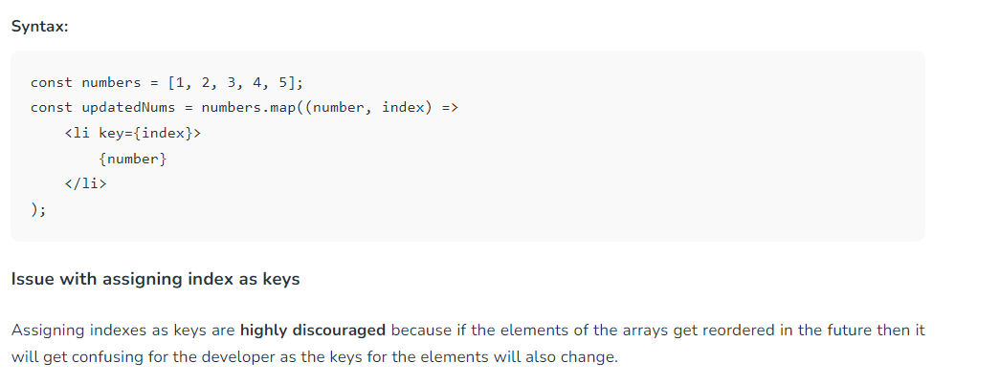 Syntax:
const numbers = [1, 2, 3, 4, 5];
const updatedNums = numbers.map((number, index) =>
    <li key={index}>
        {number}
    </li>
);
Issue with assigning index as keys
Assigning indexes as keys are highly discouraged because if the elements of the arrays get reordered in the future then it
will get confusing for the developer as the keys for the elements will also change.